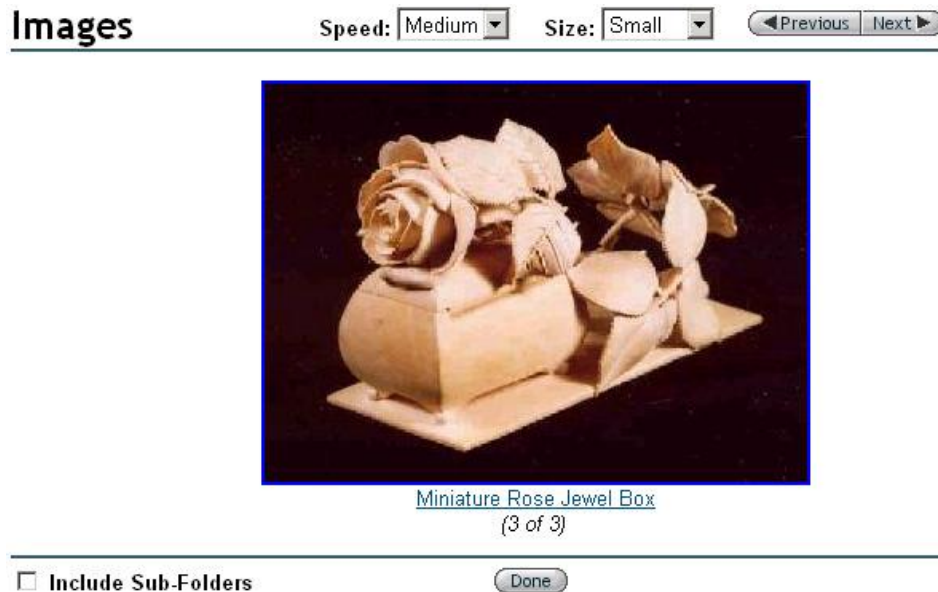 Images Speed: Medium Size: Small Previous Next
Miniature Rose Jewel Box
(3 of 3)
Include Sub-Folders Done